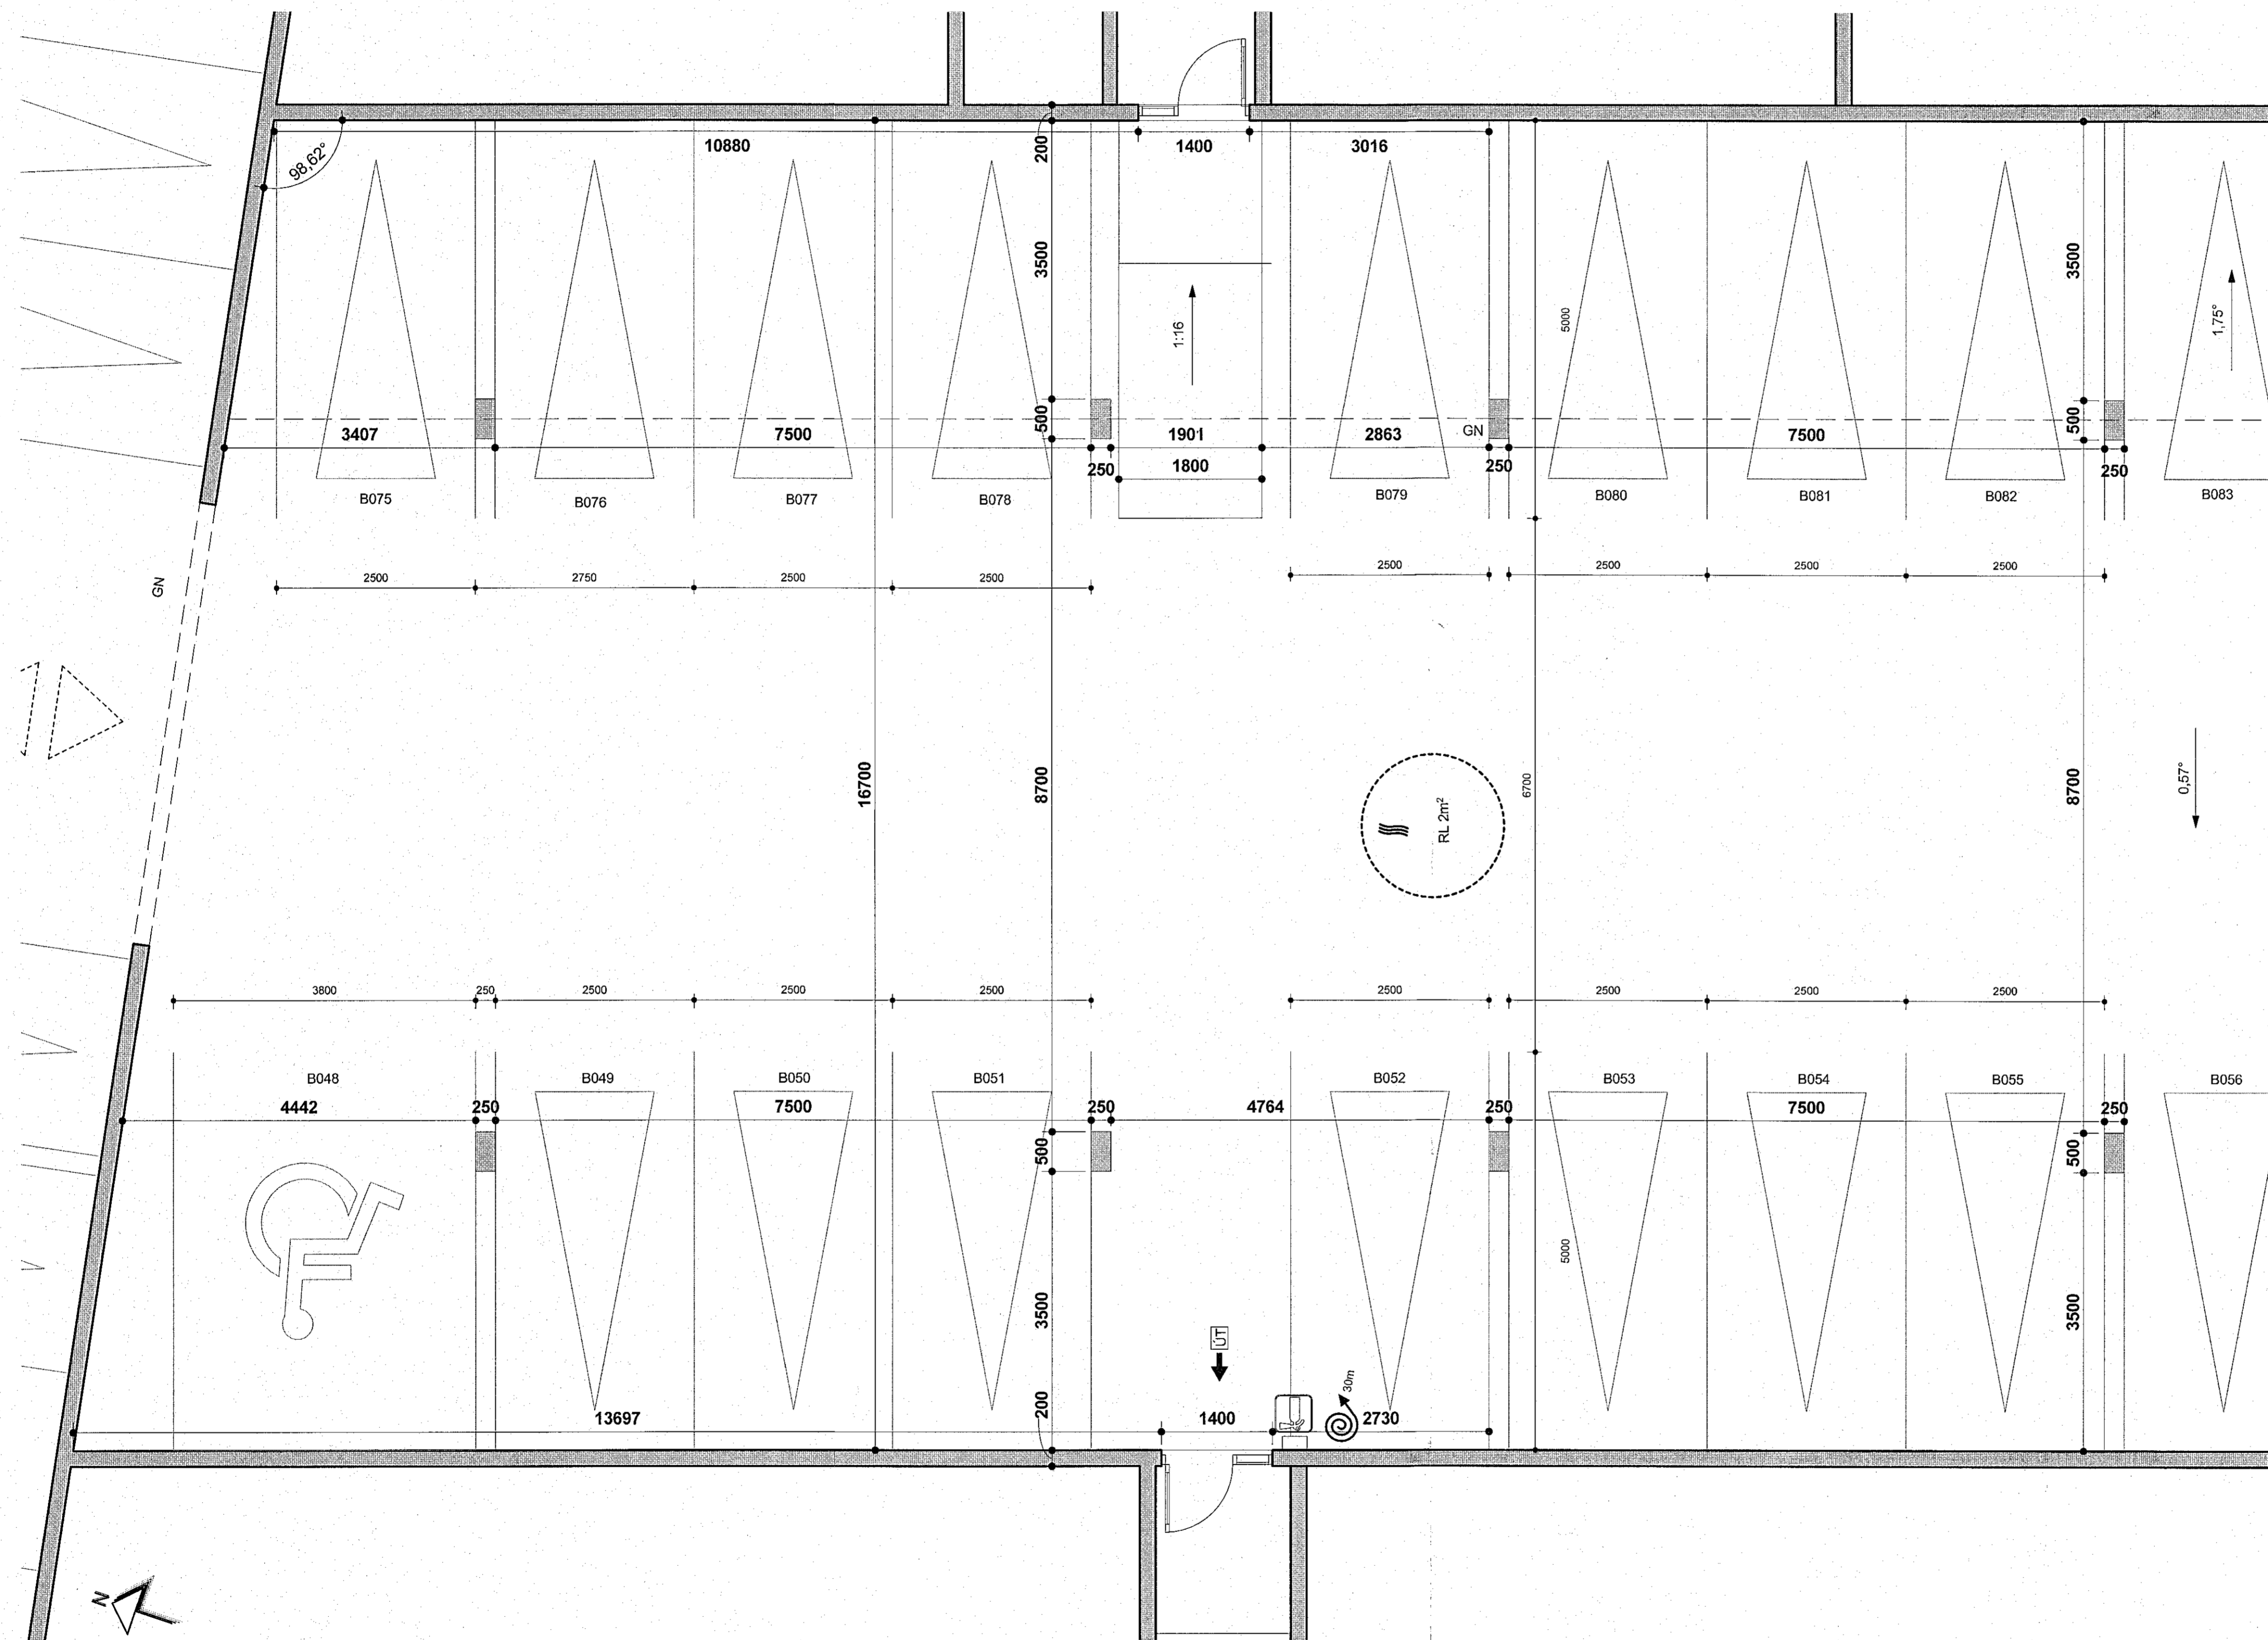 10880
1400
3016
200
98,62°
3500
3500
5000
1:16
1,75°
500
500
3407
7500
1901
2863
GN
7500
250
1800
250
250
B075
B076
B077
B078
B079
B080
B081
B082
B083
GN
2500
2750
2500
2500
2500
2500
2500
2500
16700
8700
6700
8700
0,57°
RL 2m²
3800
250
2500
2500
2500
2500
2500
2500
2500
B048
B049
B050
B051
B052
B053
B054
B055
B056
4442
250
7500
250
4764
250
7500
250
500
500
5000
3500
3500
ÚT
30m
200
13697
1400
2730
N